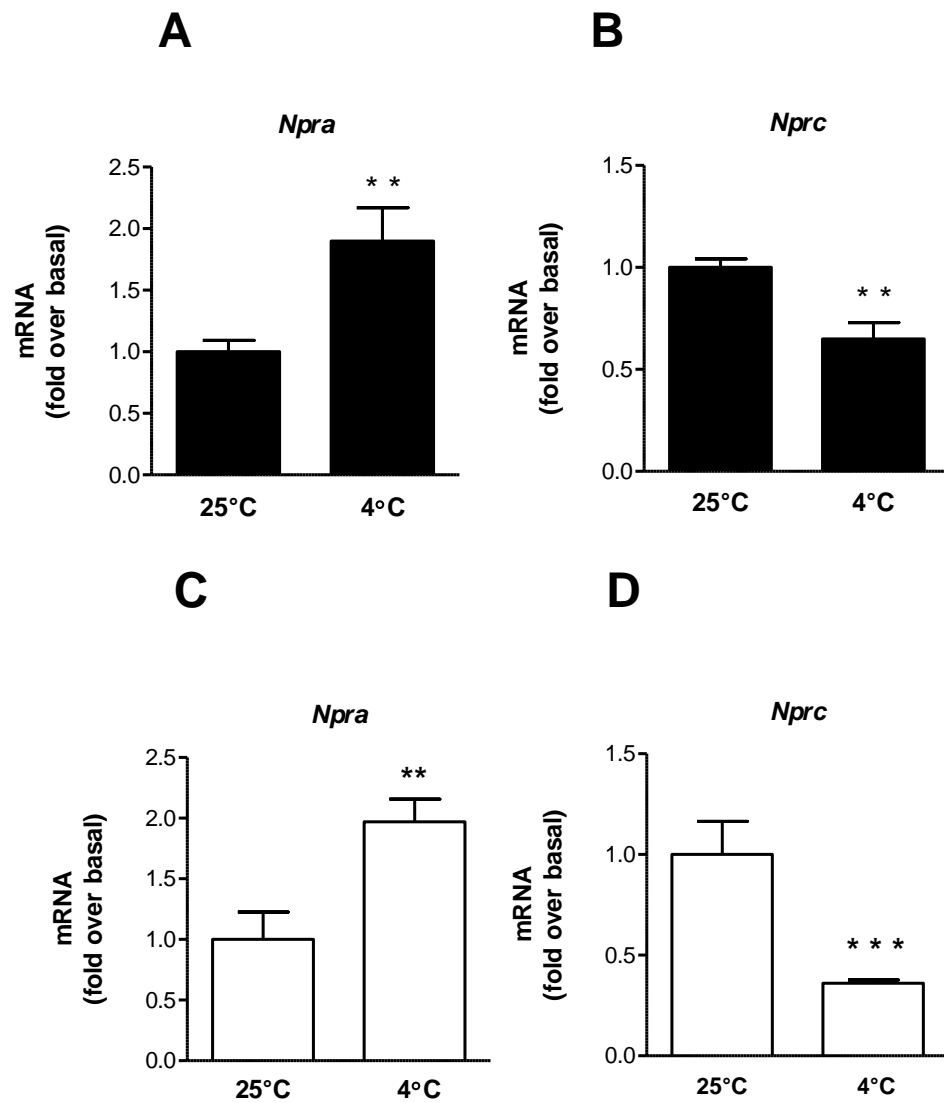 A
B
Npra
Nprc
mRNA
(fold over basal)
2.5
2.0
1.5
1.0
0.5
0.0
* *
25°C
4°C
mRNA
(fold over basal)
1.5
1.0
0.5
0.0
* *
25°C
4°C
C
D
Npra
Nprc
mRNA
(fold over basal)
2.5
2.0
1.5
1.0
0.5
0.0
**
25°C
4°C
mRNA
(fold over basal)
1.5
1.0
0.5
0.0
* * *
25°C
4°C